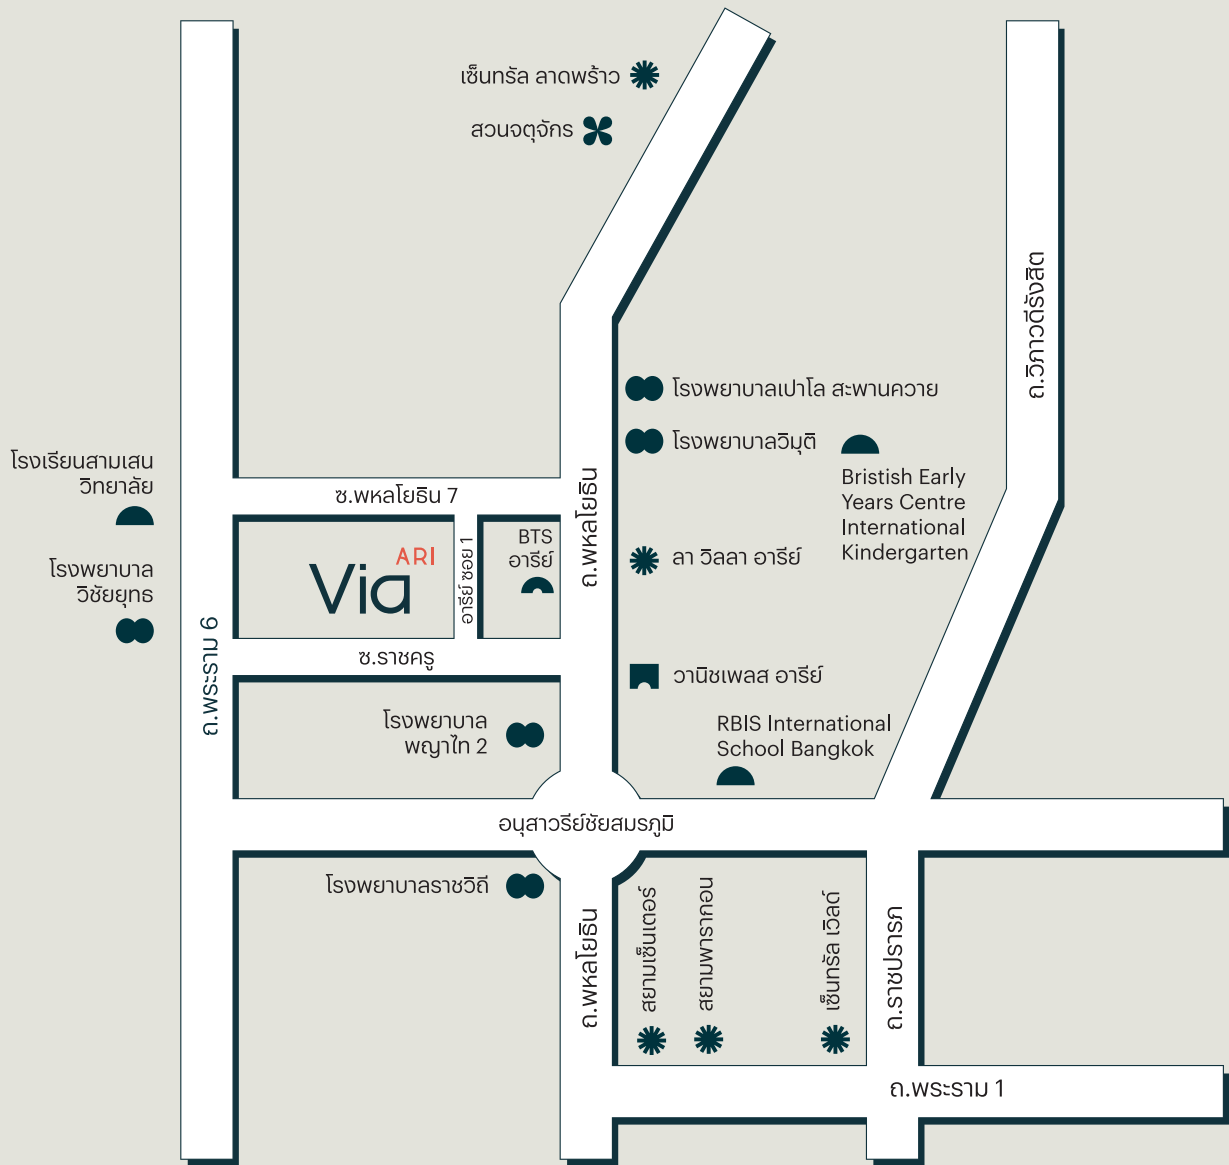 เซ็นทรัล ลาดพร้าว
สวนจตุจักร
ถ.วิภาวดีรังสิต
โรงพยาบาลเปาโล สะพานควาย
โรงพยาบาลวิมุติ
Bristish Early
Years Centre
International
Kindergarten
โรงเรียนสามเสน
วิทยาลัย
ซ.พหลโยธิน 7
ถ.พหลโยธิน
BTS
อารีย์
อารีย์ ซอย 1
Via ARI
ลา วิลลา อารีย์
โรงพยาบาล
วิชัยยุทธ
ถ.พระราม 6
ซ.ราชครู
วานิชเพลส อารีย์
โรงพยาบาล
พญาไท 2
RBIS International
School Bangkok
อนุสาวรีย์ชัยสมรภูมิ
โรงพยาบาลราชวิถี
ถ.พหลโยธิน
สยามเซ็นเตอร์
สยามพารากอน
เซ็นทรัล เวิลด์
ถ.ราชปรารภ
ถ.พระราม 1